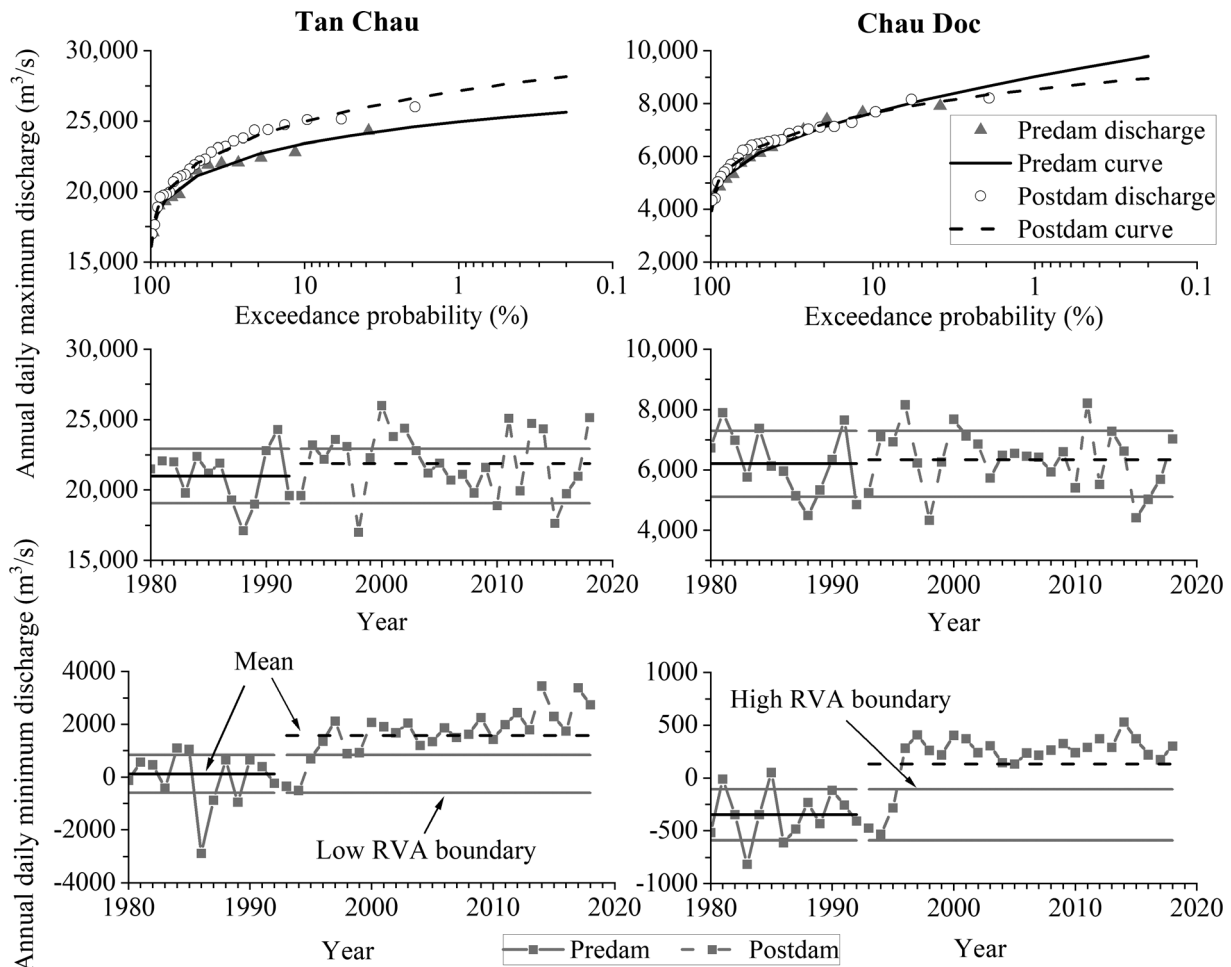 Tan Chau
Chau Doc
Annual daily maximum discharge (m³/s)
30,000
25,000
20,000
15,000
100
10
1
0.1
Exceedance probability (%)
10,000
8,000
6,000
4,000
2,000
100
10
1
0.1
Exceedance probability (%)
Predam discharge
Predam curve
Postdam discharge
Postdam curve
30,000
25,000
20,000
15,000
1980
1990
2000
2010
2020
Year
10,000
8,000
6,000
4,000
1980
1990
2000
2010
2020
Year
Annual daily minimum discharge (m³/s)
4000
2000
0
-2000
-4000
Mean
Low RVA boundary
1980
1990
2000
2010
2020
Year
1000
500
0
-500
-1000
High RVA boundary
1980
1990
2000
2010
2020
Year
Predam
Postdam